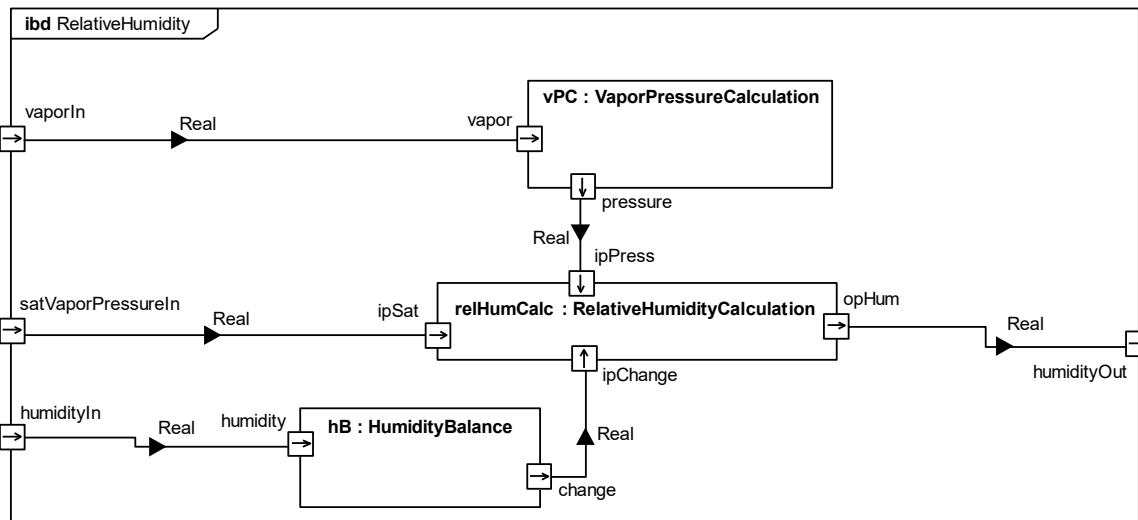 ibd RelativeHumidity
vPC : VaporPressureCalculation
vaporIn
Real
vapor
pressure
Real
ipPress
satVaporPressureIn
Real
ipSat
relHumCalc : RelativeHumidityCalculation
opHum
Real
humidityOut
ipChange
humidityIn
Real
humidity
hB : HumidityBalance
Real
change